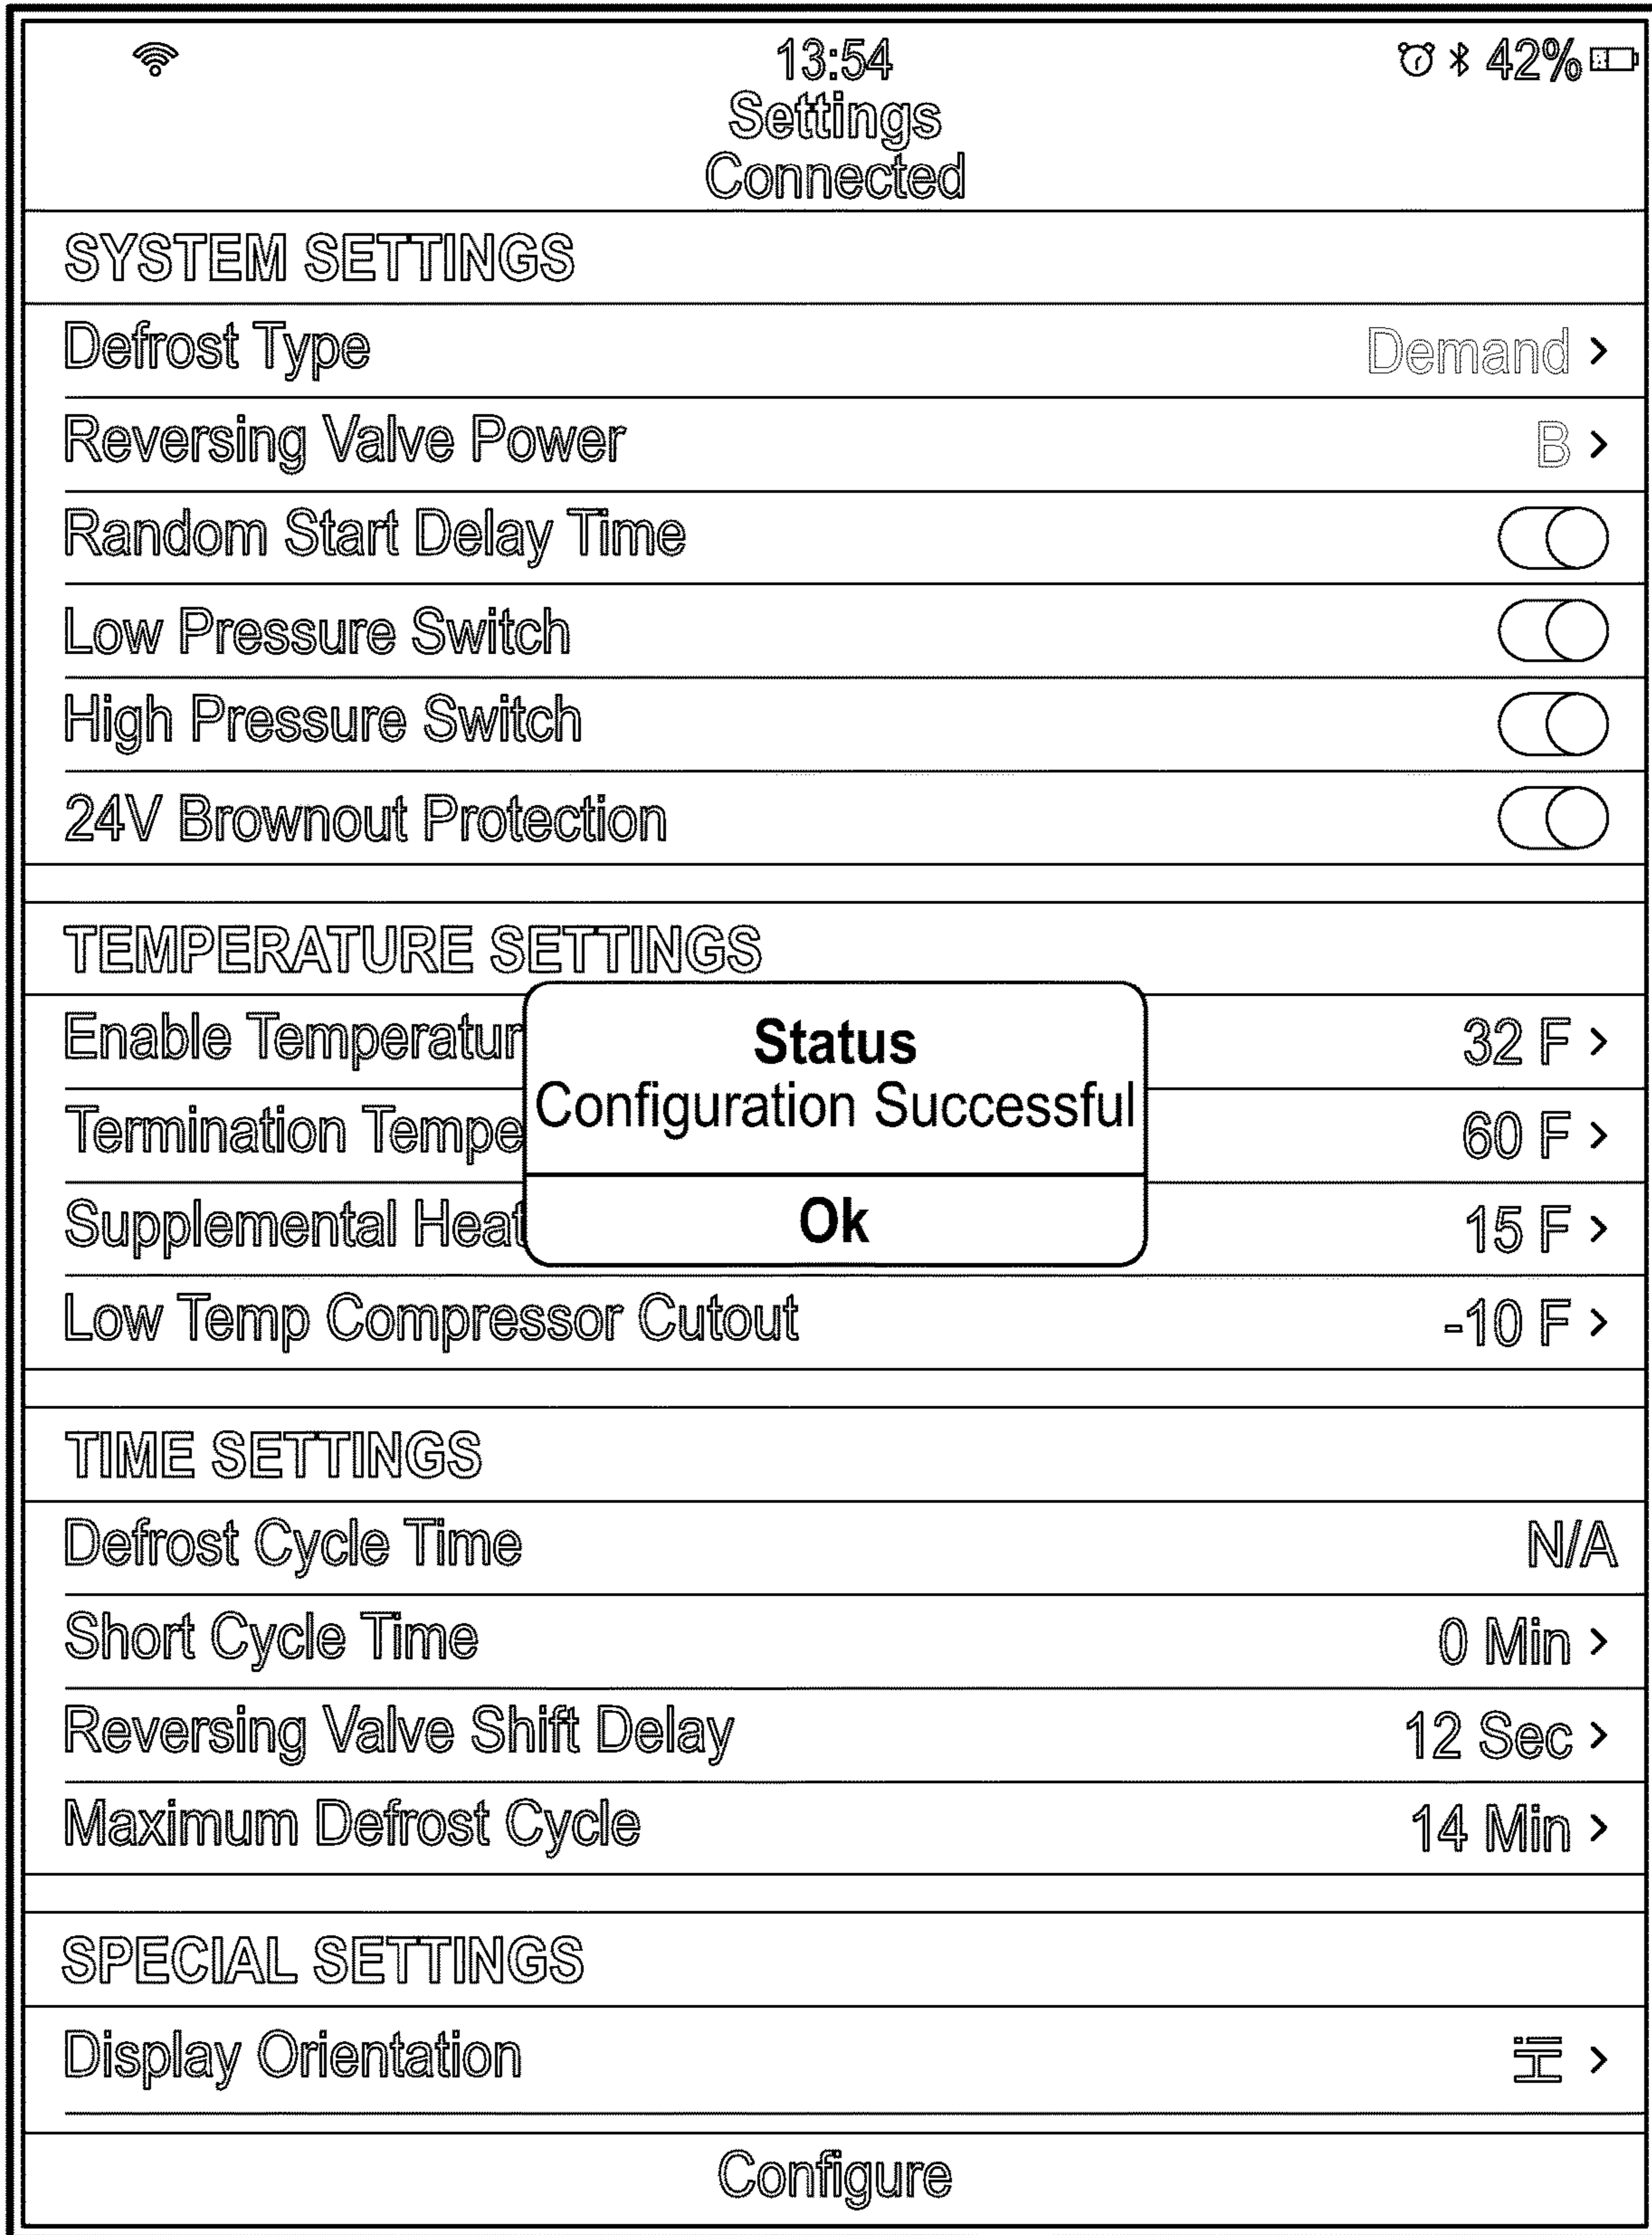 13:54
42%
Settings
Connected
SYSTEM SETTINGS
Defrost Type Demand >
Reversing Valve Power B >
Random Start Delay Time
Low Pressure Switch
High Pressure Switch
24V Brownout Protection
TEMPERATURE SETTINGS
Enable Temperatur 32 F >
Termination Tempe 60 F >
Supplemental Heat 15 F >
Status
Configuration Successful
Ok
Low Temp Compressor Cutout -10 F >
TIME SETTINGS
Defrost Cycle Time N/A
Short Cycle Time 0 Min >
Reversing Valve Shift Delay 12 Sec >
Maximum Defrost Cycle 14 Min >
SPECIAL SETTINGS
Display Orientation Hi >
Configure